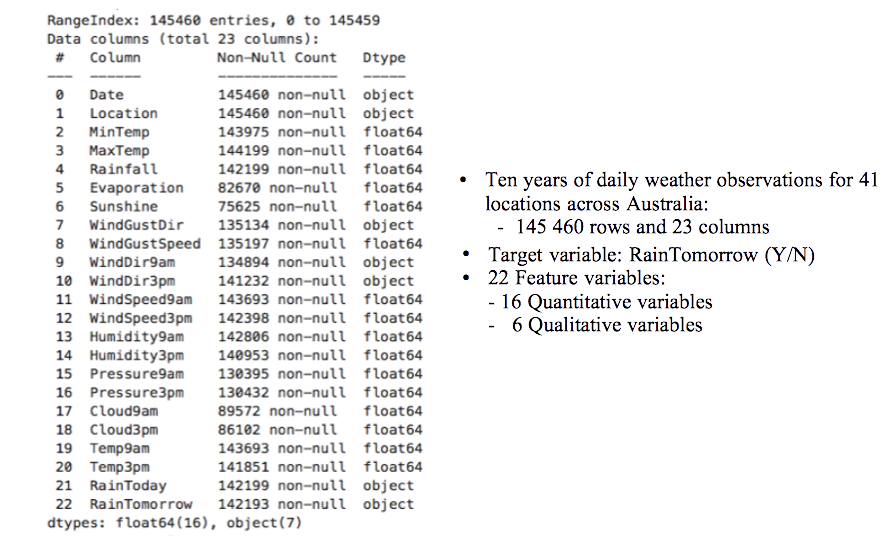 RangeIndex: 145460 entries, 0 to 145459
Data columns (total 23 columns):
# Column Non-Null Count Dtype
--- ------ -------------- -----
0 Date 145460 non-null object
1 Location 145460 non-null object
2 MinTemp 143975 non-null float64
3 MaxTemp 144199 non-null float64
4 Rainfall 142199 non-null float64
5 Evaporation 82670 non-null float64
6 Sunshine 75625 non-null float64
7 WindGustDir 135134 non-null object
8 WindGustSpeed 135197 non-null float64
9 WindDir9am 134894 non-null object
10 WindDir3pm 141232 non-null object
11 WindSpeed9am 143693 non-null float64
12 WindSpeed3pm 142398 non-null float64
13 Humidity9am 142806 non-null float64
14 Humidity3pm 140953 non-null float64
15 Pressure9am 130395 non-null float64
16 Pressure3pm 130432 non-null float64
17 Cloud9am 89572 non-null float64
18 Cloud3pm 86102 non-null float64
19 Temp9am 143693 non-null float64
20 Temp3pm 141851 non-null float64
21 RainToday 142199 non-null object
22 RainTomorrow 142193 non-null object
dtypes: float64(16), object(7)
• Ten years of daily weather observations for 41
locations across Australia:
- 145 460 rows and 23 columns
• Target variable: RainTomorrow (Y/N)
• 22 Feature variables:
- 16 Quantitative variables
- 6 Qualitative variables